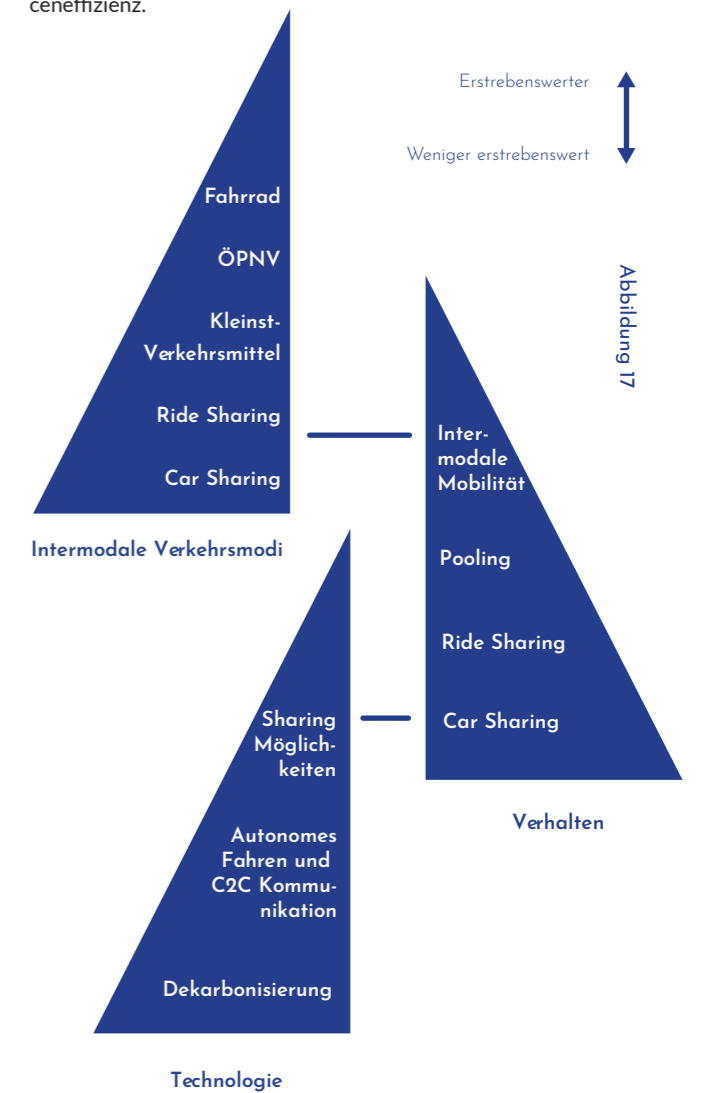 ceneffizienz.
Erstrebenswerter
Weniger erstrebenswert
Abbildung 17
Fahrrad
ÖPNV
Kleinst-
Verkehrsmittel
Ride Sharing
Car Sharing
Intermodale Verkehrsmodi
Inter-
modale
Mobilität
Pooling
Ride Sharing
Car Sharing
Verhalten
Sharing
Möglich-
keiten
Autonomes
Fahren und
C2C Kommu-
nikation
Dekarbonisierung
Technologie